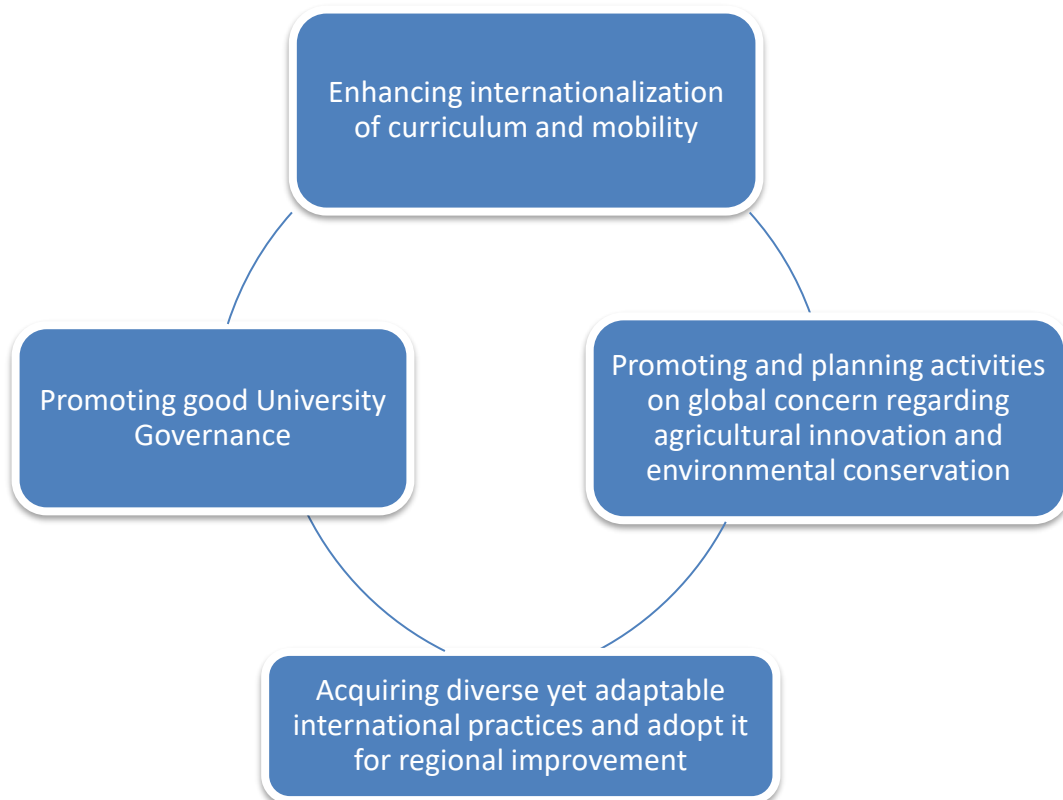 Enhancing internationalization
of curriculum and mobility
Promoting good University
Governance
Promoting and planning activities
on global concern regarding
agricultural innovation and
environmental conservation
Acquiring diverse yet adaptable
international practices and adopt it
for regional improvement